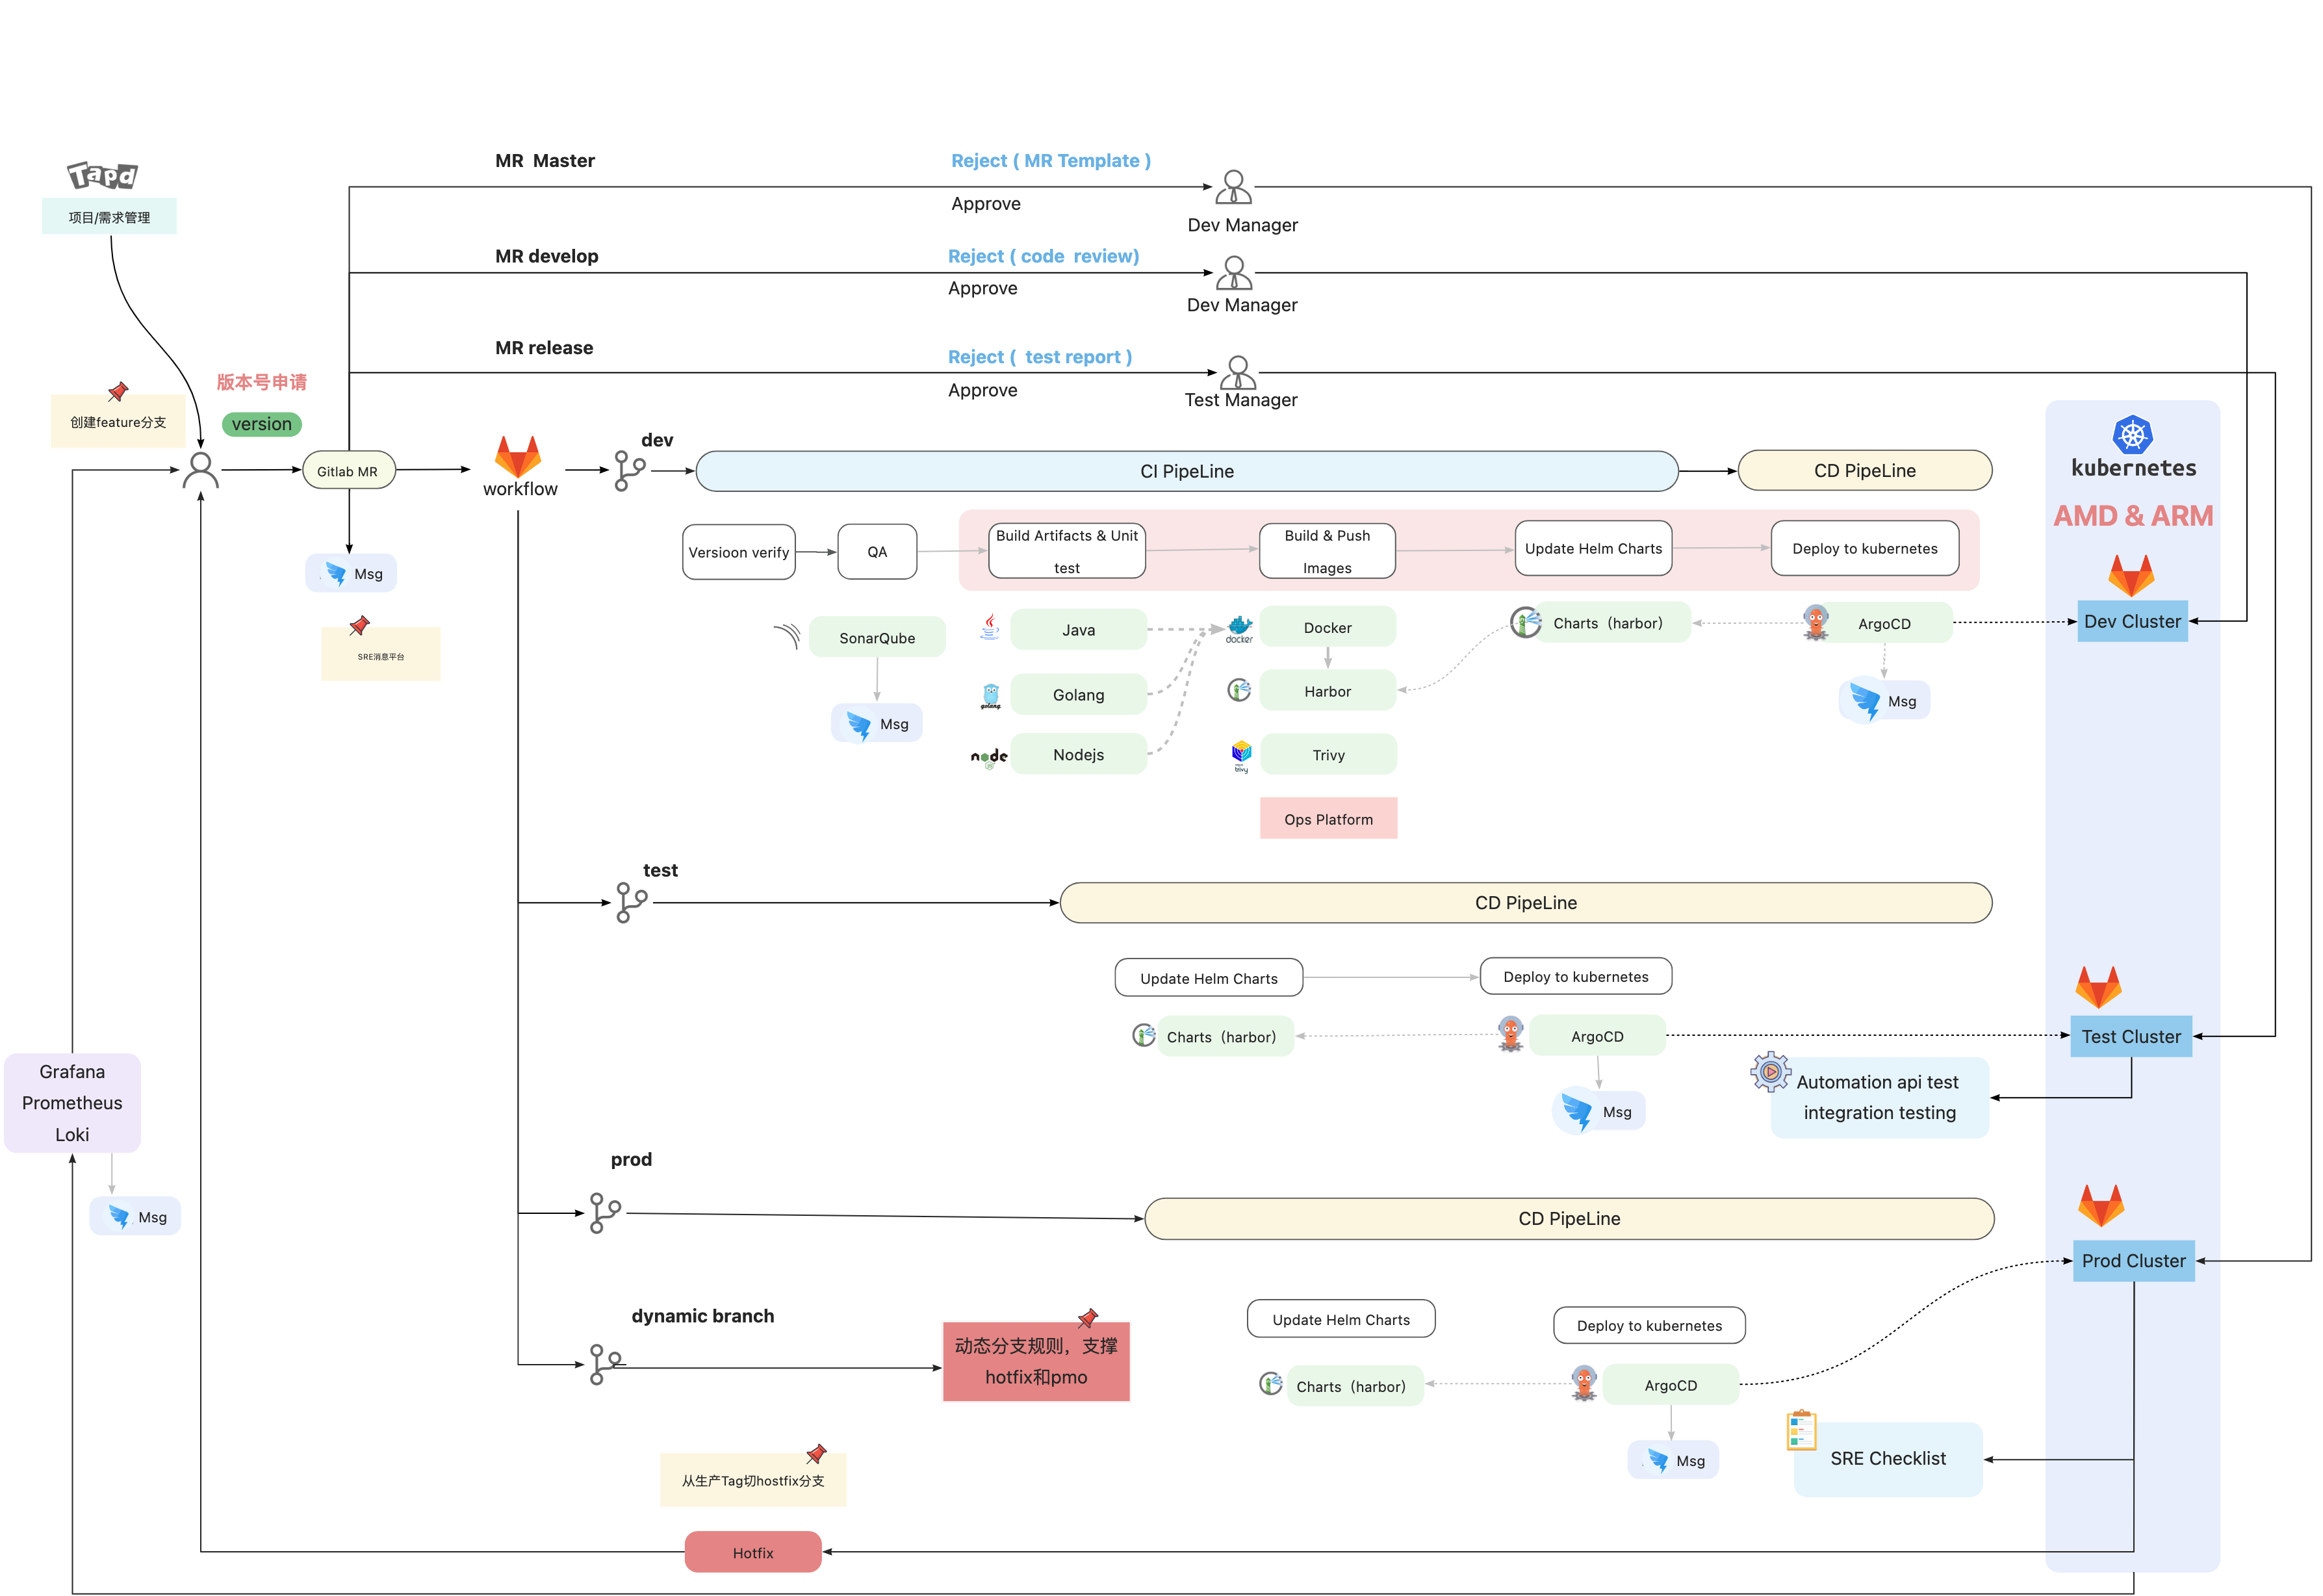 Tapd
项目/需求管理
MR Master
Reject ( MR Template )
Approve
Dev Manager
MR develop
Reject ( code review)
Approve
Dev Manager
MR release
Reject ( test report )
Approve
Test Manager
版本号申请
version
创建feature分支
Gitlab MR
workflow
dev
CI PipeLine
CD PipeLine
kubernetes
AMD & ARM
Msg
SRE消息平台
Versioon verify
QA
Build Artifacts & Unit
test
Build & Push
Images
Update Helm Charts
Deploy to kubernetes
SonarQube
Msg
Java
Golang
golang
Nodejs
node
JS
docker
Docker
Harbor
trivy
Trivy
Ops Platform
Charts（harbor）
ArgoCD
Msg
Dev Cluster
test
CD PipeLine
Update Helm Charts
Deploy to kubernetes
Charts（harbor）
ArgoCD
Msg
Test Cluster
Automation api test
integration testing
Grafana
Prometheus
Loki
Msg
prod
CD PipeLine
Prod Cluster
Update Helm Charts
Deploy to kubernetes
Charts（harbor）
ArgoCD
Msg
SRE Checklist
dynamic branch
动态分支规则，支撑
hotfix和pmo
从生产Tag切hostfix分支
Hotfix